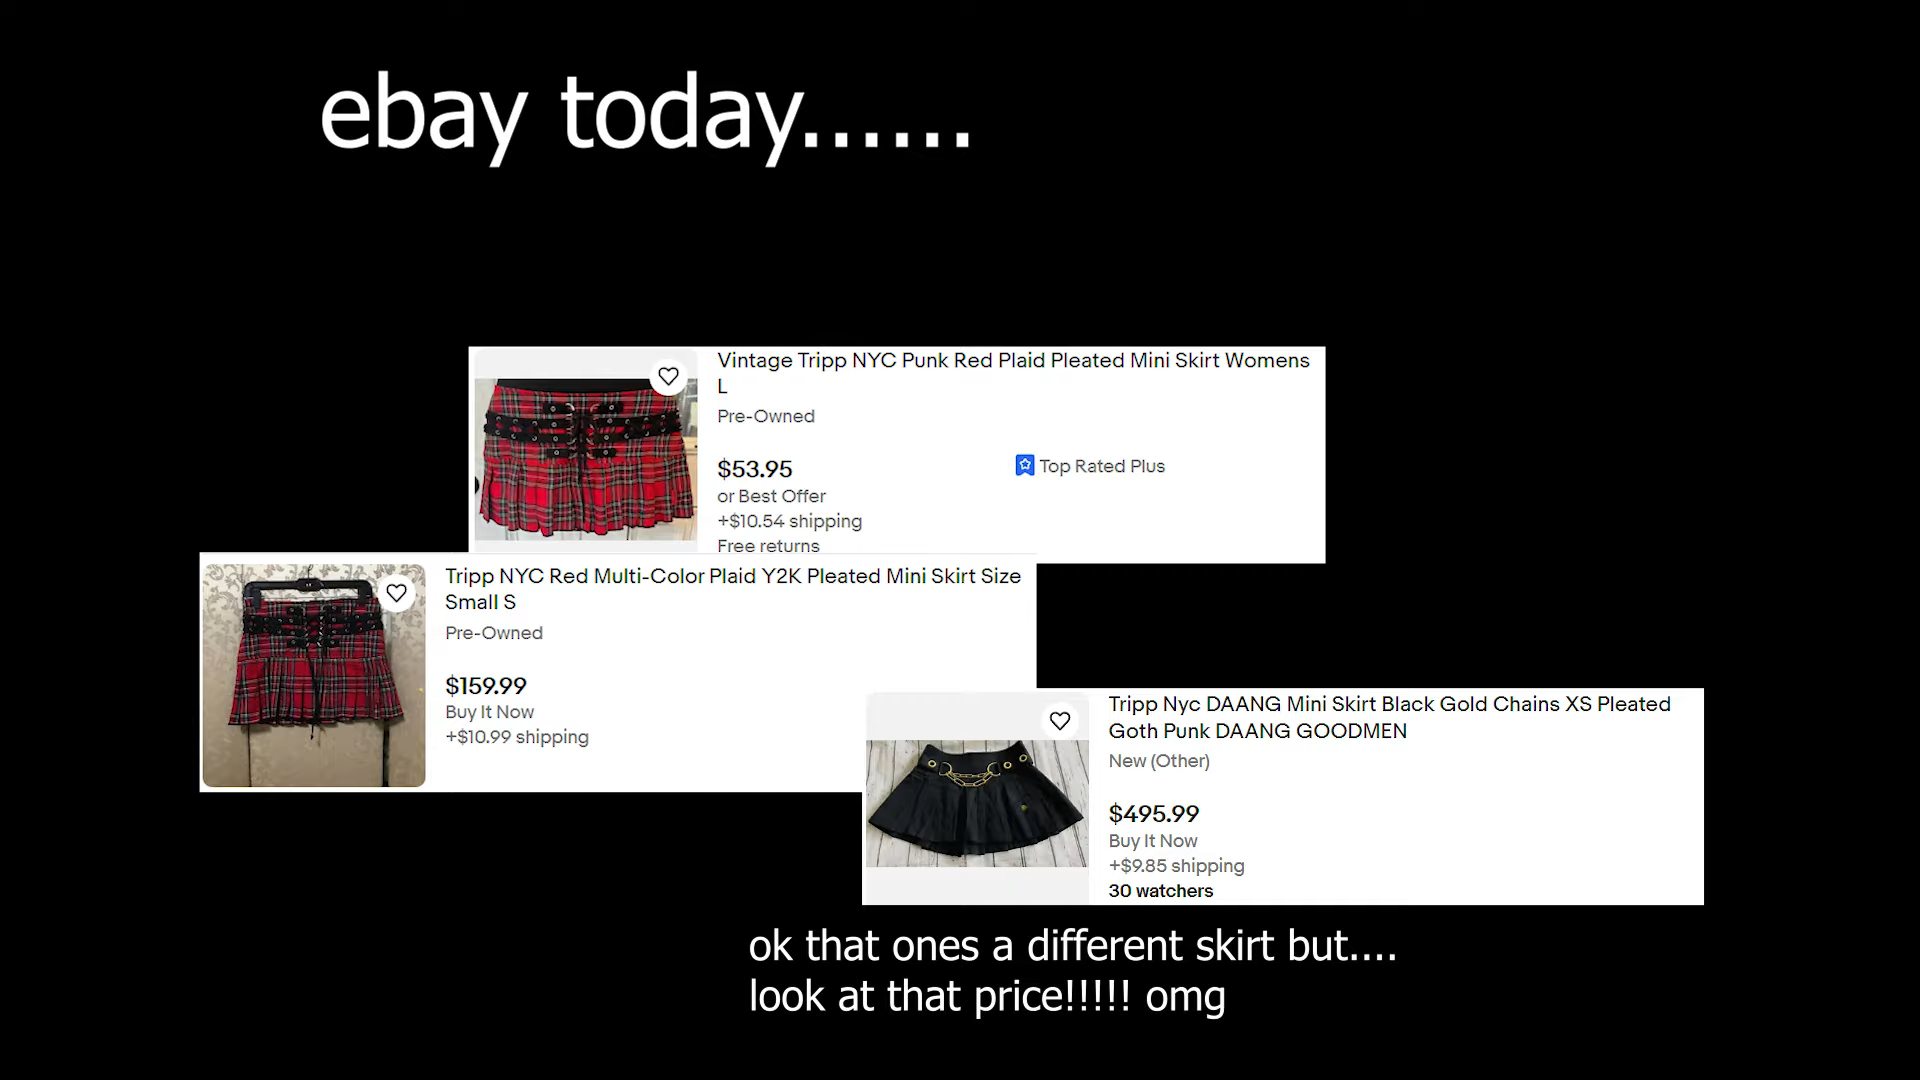 ebay today......
Vintage Tripp NYC Punk Red Plaid Pleated Mini Skirt Womens
L
Pre-Owned
$53.95
Top Rated Plus
or Best Offer
+$10.54 shipping
Free returns
Tripp NYC Red Multi-Color Plaid Y2K Pleated Mini Skirt Size
Small S
Pre-Owned
$159.99
Buy It Now
+$10.99 shipping
Tripp Nyc DAANG Mini Skirt Black Gold Chains XS Pleated
Goth Punk DAANG GOODMEN
New (Other)
$495.99
Buy It Now
+$9.85 shipping
30 watchers
ok that ones a different skirt but....
look at that price!!!!! omg